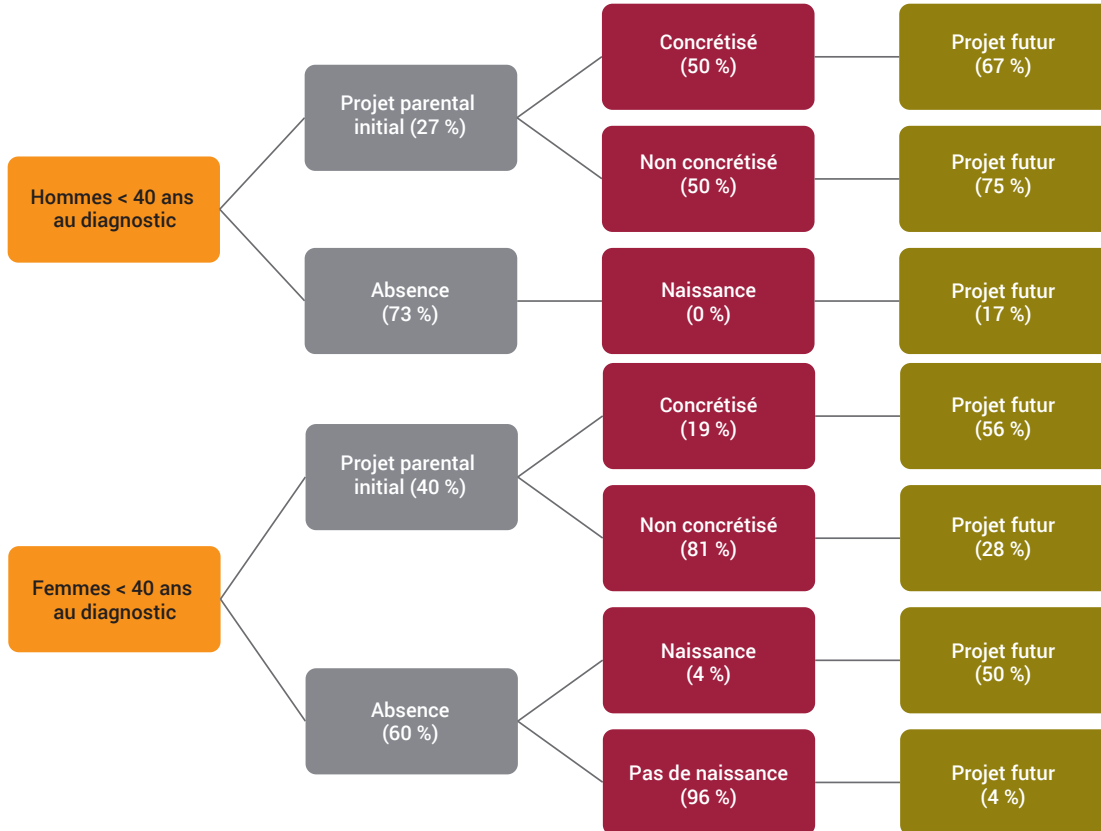 Hommes < 40 ans
au diagnostic
Projet parental
initial (27 %)
Concrétisé
(50 %)
Projet futur
(67 %)
Non concrétisé
(50 %)
Projet futur
(75 %)
Absence
(73 %)
Naissance
(0 %)
Projet futur
(17 %)
Femmes < 40 ans
au diagnostic
Projet parental
initial (40 %)
Concrétisé
(19 %)
Projet futur
(56 %)
Non concrétisé
(81 %)
Projet futur
(28 %)
Absence
(60 %)
Naissance
(4 %)
Projet futur
(50 %)
Pas de naissance
(96 %)
Projet futur
(4 %)